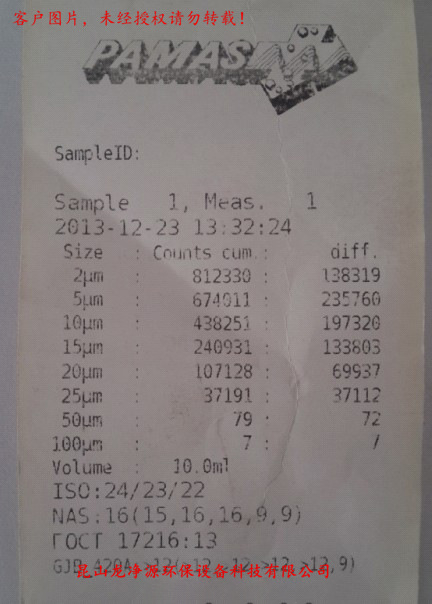 客户图片，未经授权请勿转载！
PAMAS
SampleID:
Sample 1, Meas. 1
2013-12-23 13:32:24
Size : Counts cum.: diff.
2µm : 812330 : 138319
5µm : 674011 : 235760
10µm : 438251 : 197320
15µm : 240931 : 133803
20µm : 107128 : 69937
25µm : 37191 : 37112
50µm : 79 : 72
100µm : 7 : 7
Volume : 10.0ml
ISO:24/23/22
NAS:16(15,16,16,9,9)
ГОСТ 17216:13
GJB 420A
昆山尼净源环保设备科技有限公司